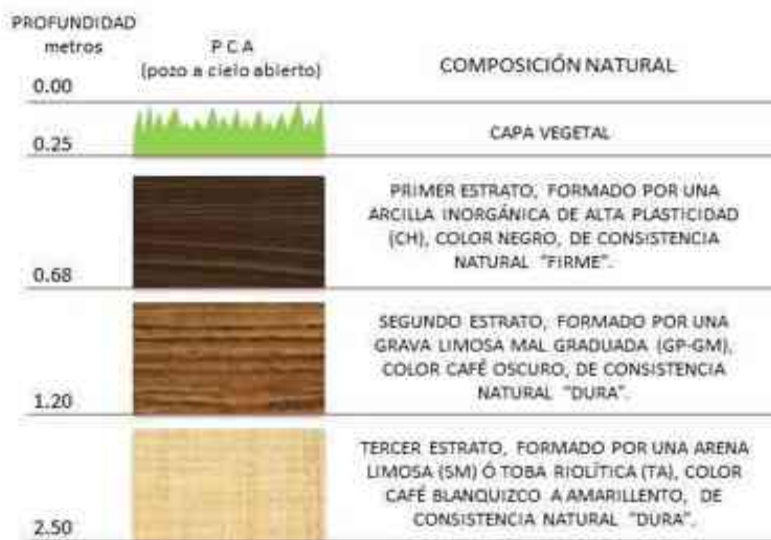 PROFUNDIDAD
metros
P C A
(pozo a cielo abierto)
COMPOSICIÓN NATURAL
0.00
CAPA VEGETAL
0.25
PRIMER ESTRATO, FORMADO POR UNA
ARCILLA INORGÁNICA DE ALTA PLASTICIDAD
(CH), COLOR NEGRO, DE CONSISTENCIA
NATURAL "FIRME".
0.68
SEGUNDO ESTRATO, FORMADO POR UNA
GRAVA LIMOSA MAL GRADUADA (GP-GM),
COLOR CAFÉ OSCURO, DE CONSISTENCIA
NATURAL "DURA".
1.20
TERCER ESTRATO, FORMADO POR UNA ARENA
LIMOSA (SM) Ó TOBA RIOLÍTICA (TA), COLOR
CAFÉ BLANQUIZCO A AMARILLENTO, DE
CONSISTENCIA NATURAL "DURA".
2.50